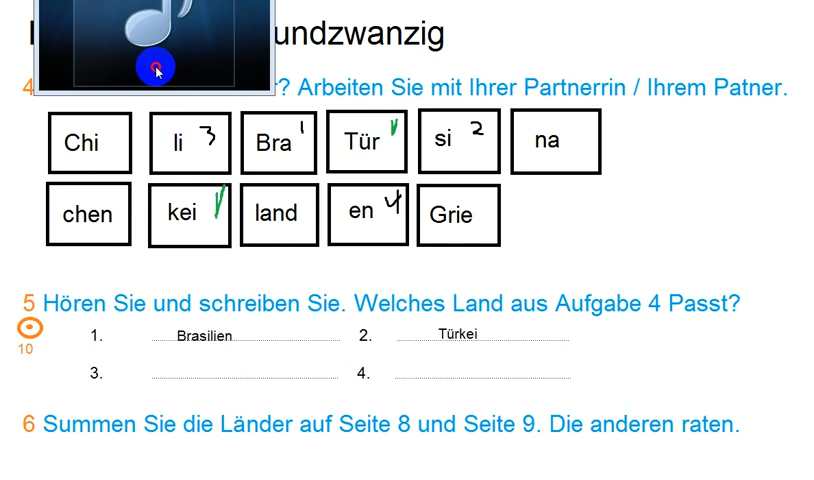 undzwanzig
4 ? Arbeiten Sie mit Ihrer Partnerrin / Ihrem Patner.
Chi li 3 Bra 1 Tür si 2 na
chen kei land en 4 Grie
5 Hören Sie und schreiben Sie. Welches Land aus Aufgabe 4 Passt?
10
1. Brasilien 2. Türkei
3. 4.
6 Summen Sie die Länder auf Seite 8 und Seite 9. Die anderen raten.